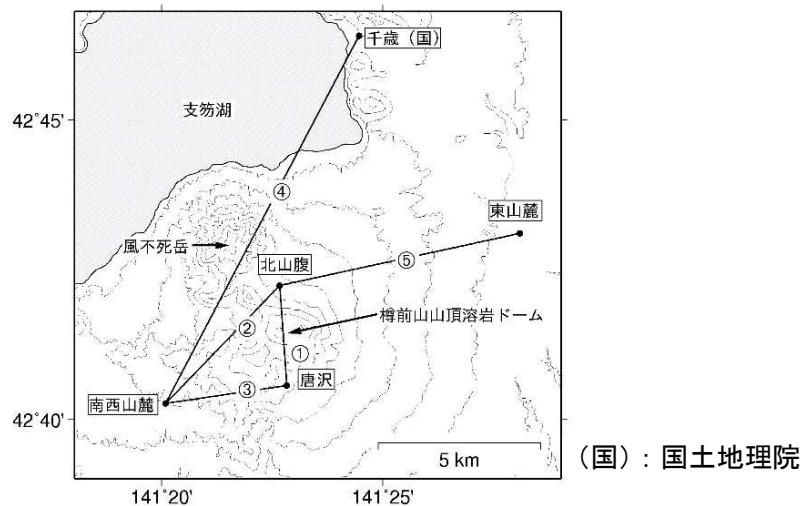 千歳（国）
支笏湖
42˚45'
④
東山麓
風不死岳
⑤
北山腹
樽前山山頂溶岩ドーム
②
①
③
唐沢
南西山麓
42˚40'
5 km
（国）：国土地理院
141˚20'
141˚25'